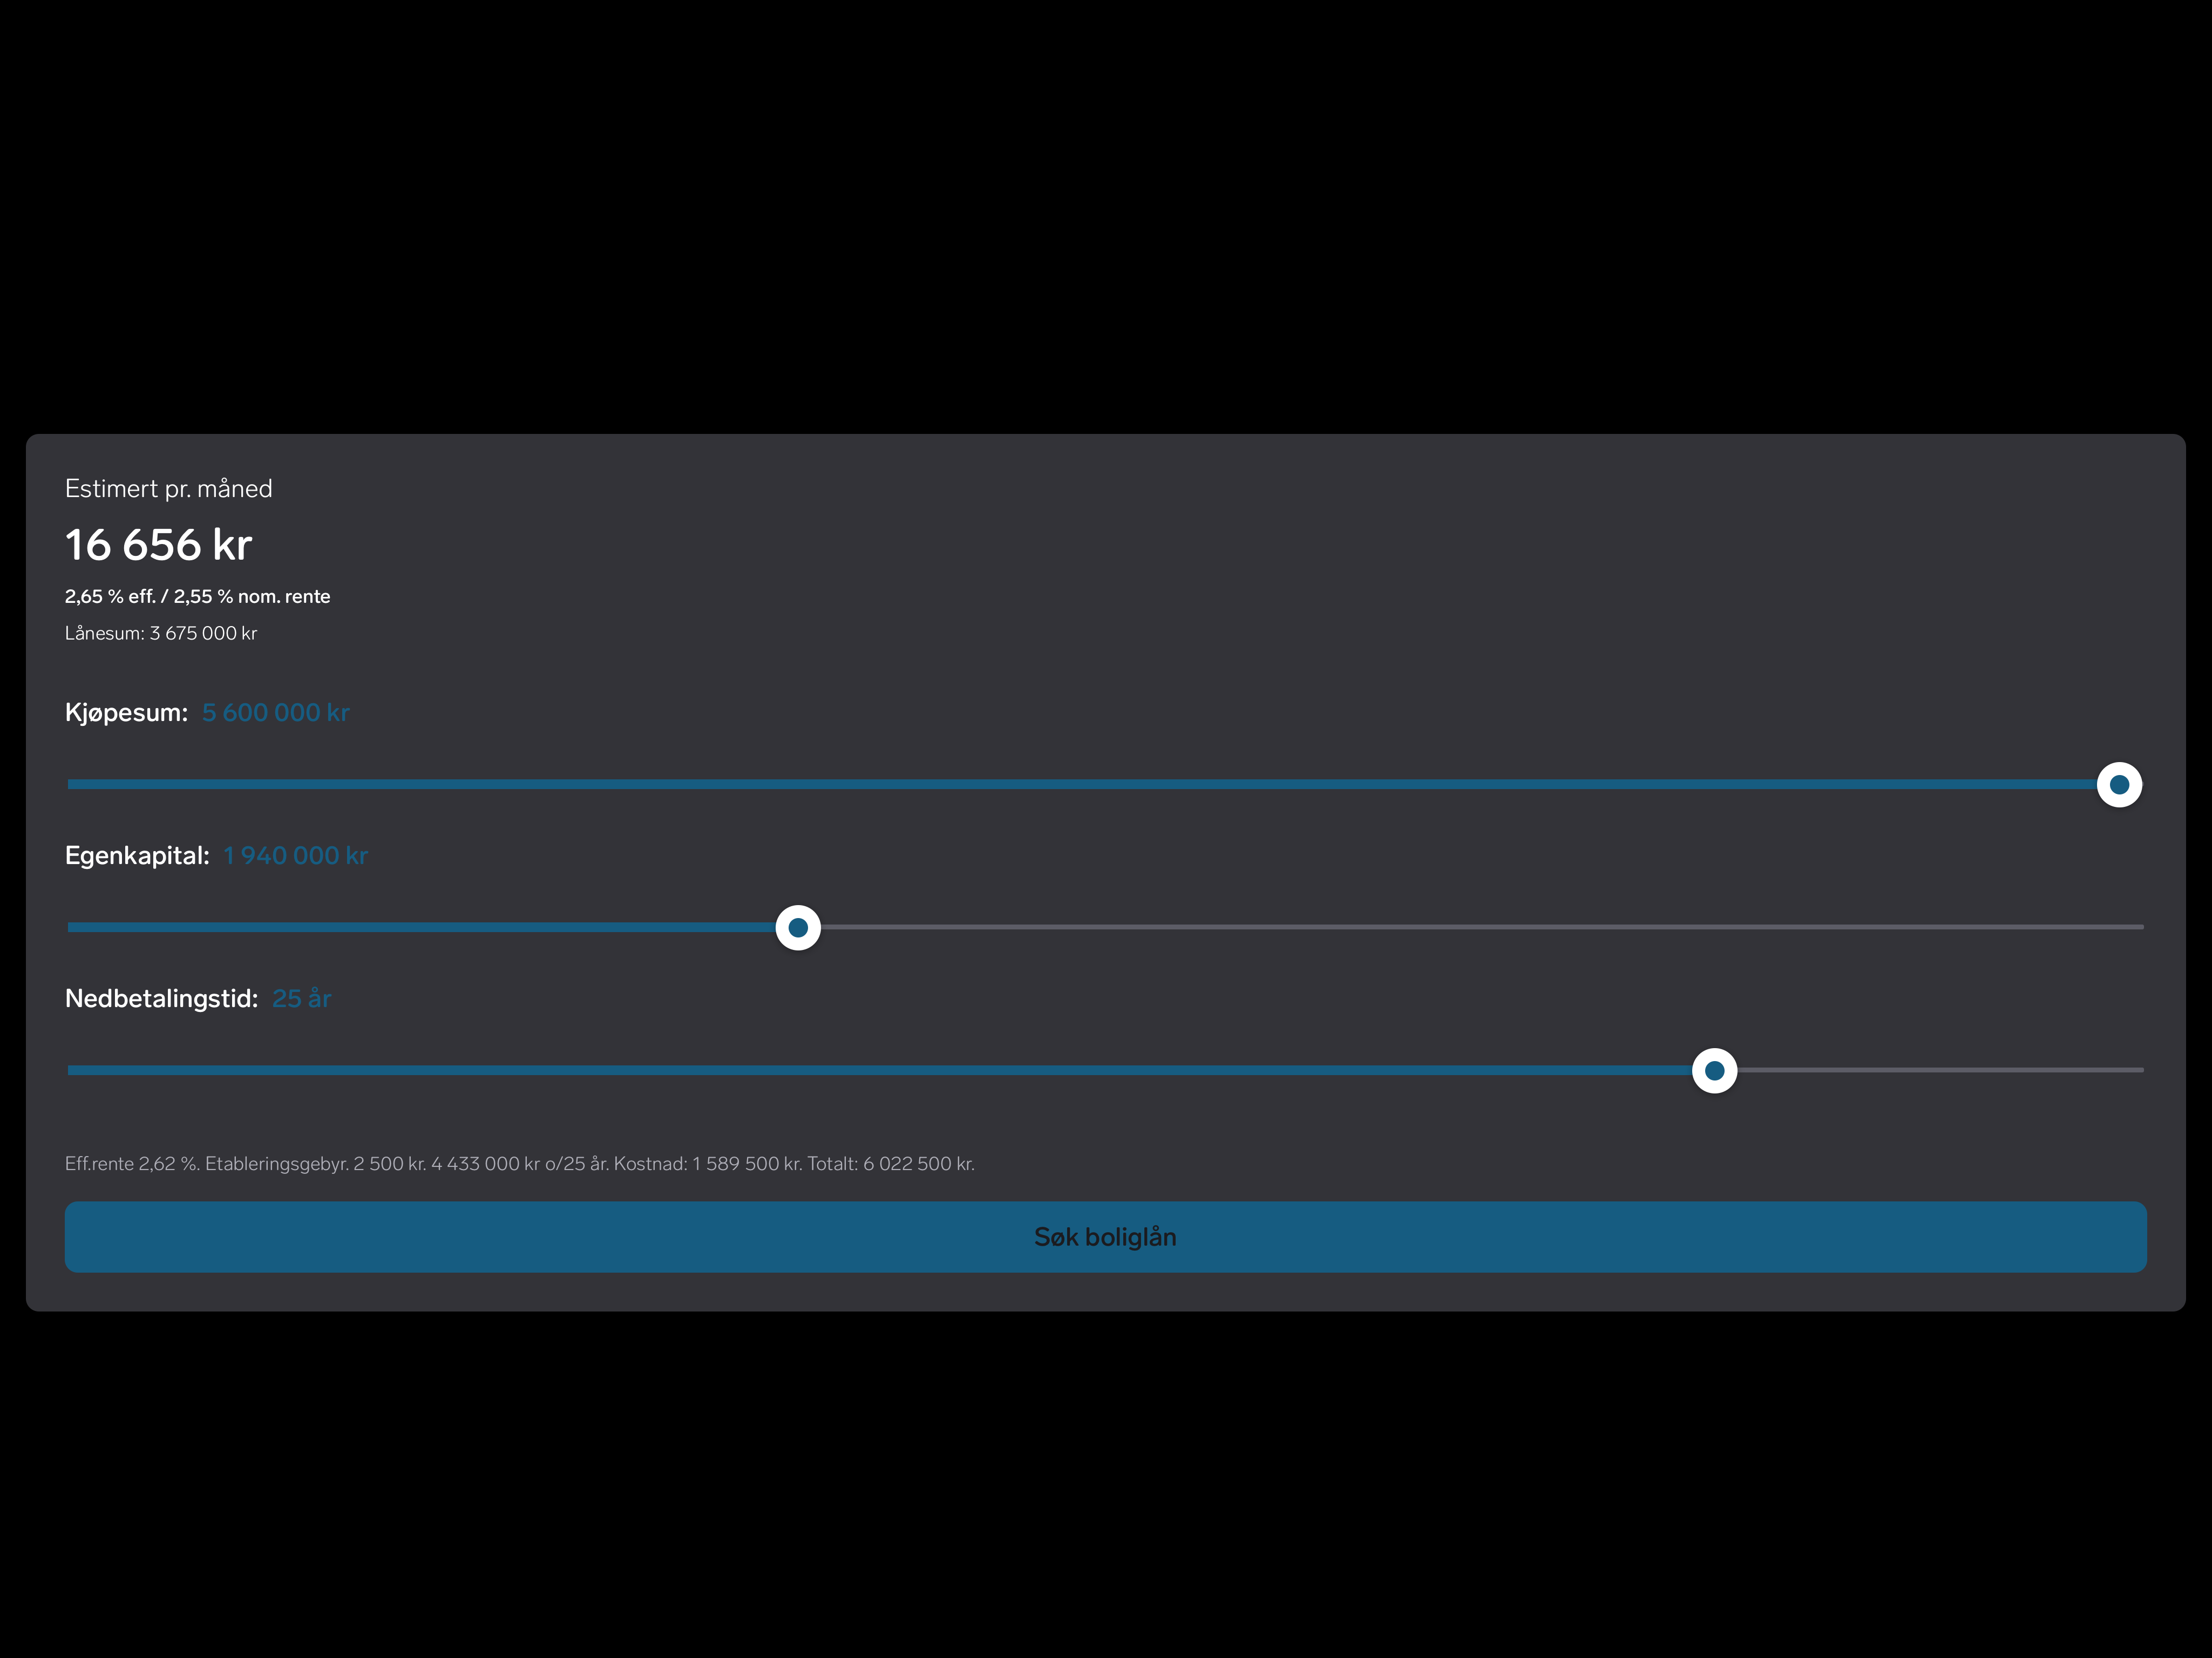 Estimert pr. måned
16 656 kr
2,65 % eff. / 2,55 % nom. rente
Lånesum: 3 675 000 kr
Kjøpesum: 5 600 000 kr
Egenkapital: 1 940 000 kr
Nedbetalingstid: 25 år
Eff.rente 2,62 %. Etableringsgebyr. 2 500 kr. 4 433 000 kr o/25 år. Kostnad: 1 589 500 kr. Totalt: 6 022 500 kr.
Søk boliglån